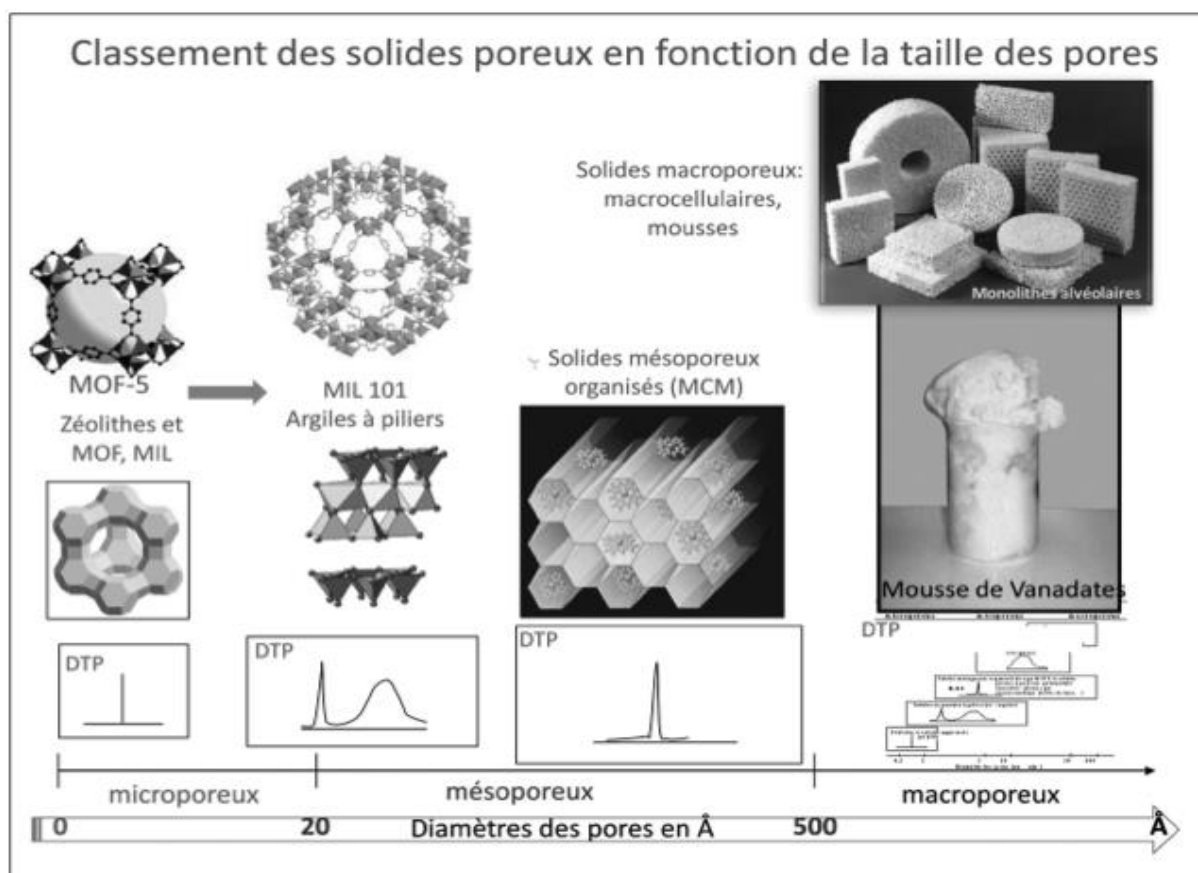 Classement des solides poreux en fonction de la taille des pores
Solides macroporeux:
macrocellulaires,
mousses
Monolithes alvéolaires
MOF-5
Zéolithes et
MOF, MIL
MIL 101
Argiles à piliers
Solides mésoporeux
organisés (MCM)
Mousse de Vanadates
DTP
DTP
DTP
DTP
microporeux
mésoporeux
macroporeux
0
20
Diamètres des pores en Å
500
Å